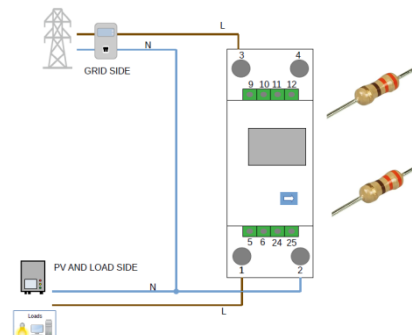 L
N
3 4
9 10 11 12
GRID SIDE
5 6 24 25
PV AND LOAD SIDE
1 2
N
L
Loads